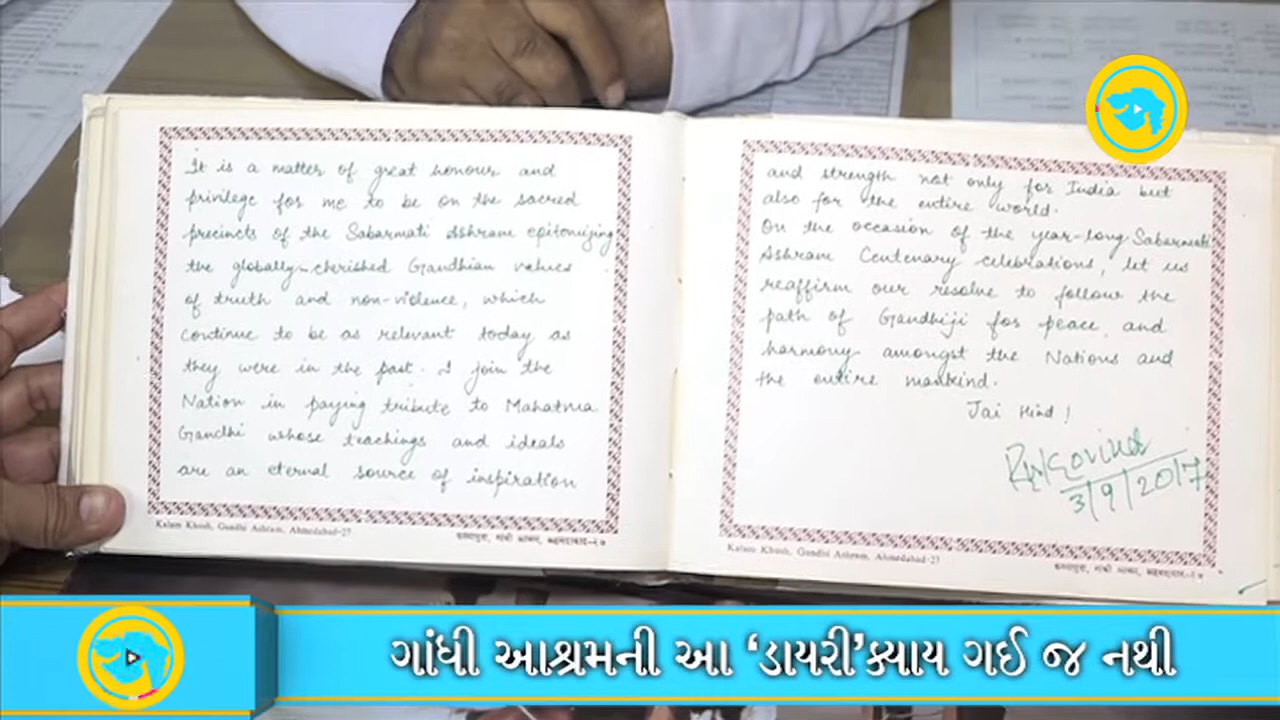 It is a matter of great honour and
privilege for me to be on the sacred
precincts of the Sabarmati Ashram epitomizing
the globally-cherished Gandhian values
of truth and non-violence, which
continue to be as relevant today as
they were in the past. I join the
Nation in paying tribute to Mahatma
Gandhi whose teachings and ideals
are an eternal source of inspiration
Kalam Khush, Gandhi Ashram, Ahmedabad-27
and strength not only for India but
also for the entire world.
On the occasion of the year-long Sabarmati
Ashram Centenary celebrations, let us
reaffirm our resolve to follow the
path of Gandhiji for peace and
harmony amongst the Nations and
the entire mankind.
Jai Hind!
Kovind
3/9/2017
Kalam Khush, Gandhi Ashram, Ahmedabad-27
ગાંધી આશ્રમની આ ‘ડાયરી’ક્યાય ગઈ જ નથી